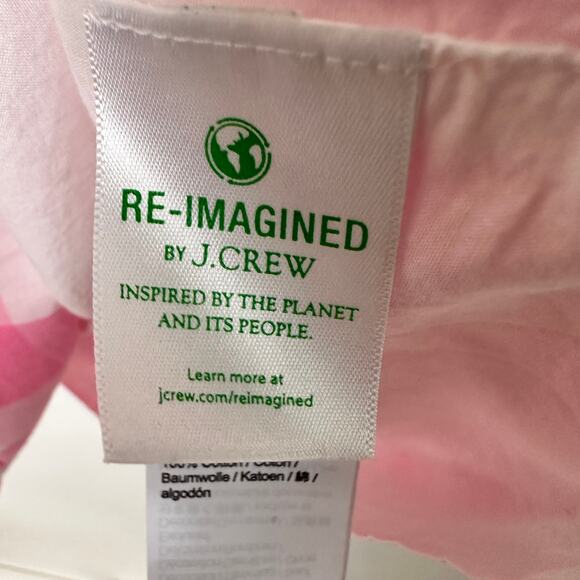 RE-IMAGINED
BY J.CREW
INSPIRED BY THE PLANET
AND ITS PEOPLE.
Learn more at
jcrew.com/reimagined
100% Cotton / Coton /
Baumwolle / Katoen / 綿 /
algodón